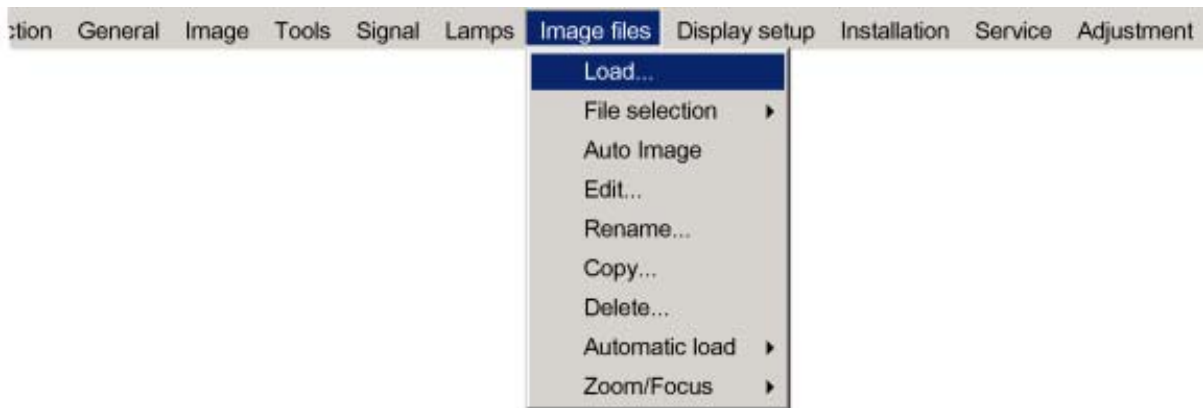 ction General Image Tools Signal Lamps Image files Display setup Installation Service Adjustment
Load...
File selection
Auto Image
Edit...
Rename...
Copy...
Delete...
Automatic load
Zoom/Focus